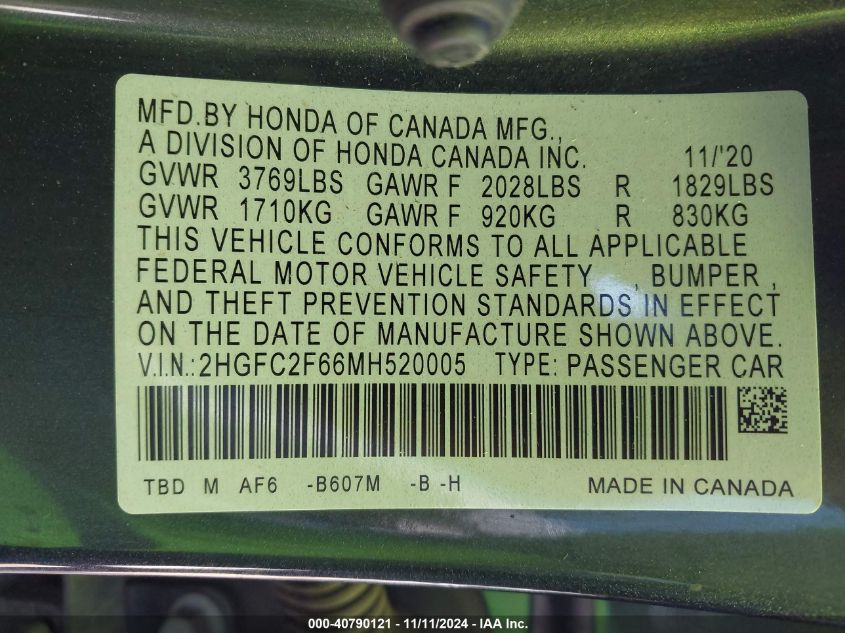 MFD.BY HONDA OF CANADA MFG.,
A DIVISION OF HONDA CANADA INC. 11/'20
GVWR 3769LBS GAWR F 2028LBS R 1829LBS
GVWR 1710KG GAWR F 920KG R 830KG
THIS VEHICLE CONFORMS TO ALL APPLICABLE
FEDERAL MOTOR VEHICLE SAFETY , BUMPER ,
AND THEFT PREVENTION STANDARDS IN EFFECT
ON THE DATE OF MANUFACTURE SHOWN ABOVE.
V.I.N.:2HGFC2F66MH520005 TYPE: PASSENGER CAR
TBD M AF6 -B607M -B -H MADE IN CANADA
000-40790121 - 11/11/2024 - IAA Inc.